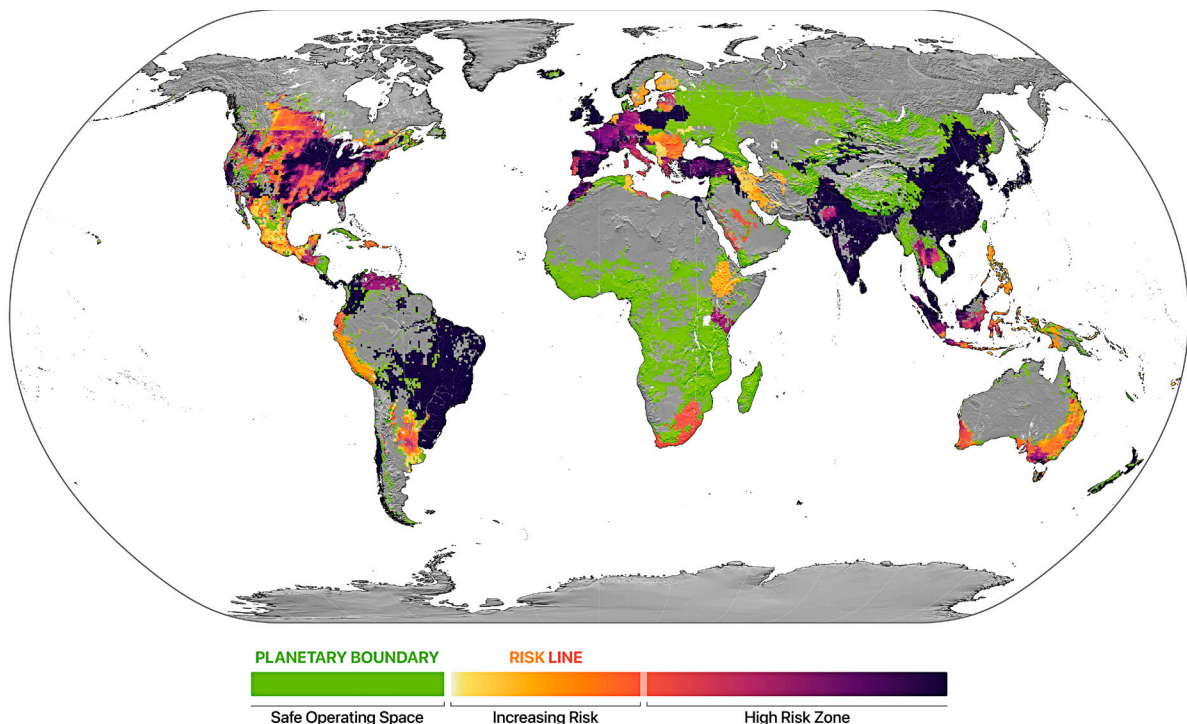 PLANETARY BOUNDARY RISK LINE
Safe Operating Space Increasing Risk High Risk Zone